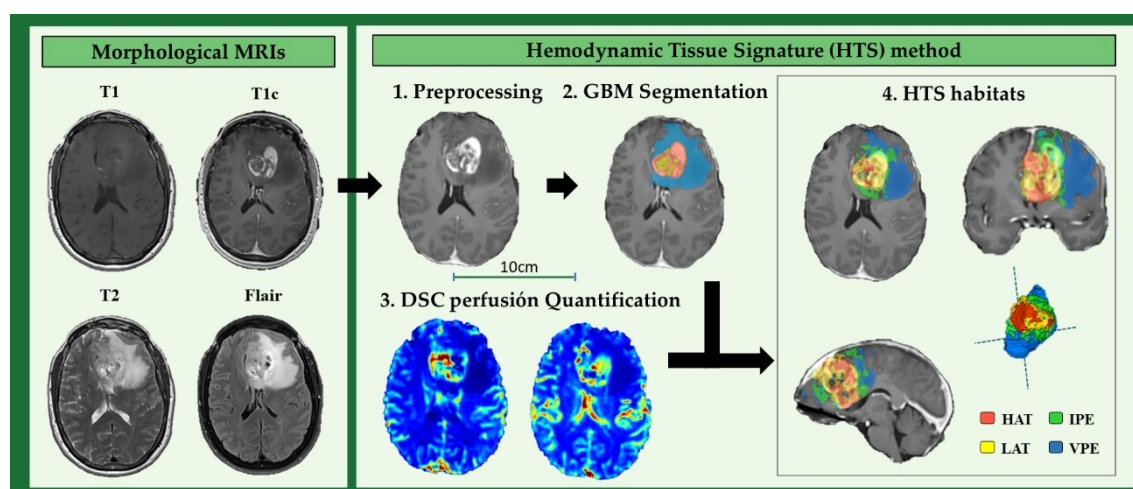 Morphological MRIs
T1
T1c
T2
Flair
Hemodynamic Tissue Signature (HTS) method
1. Preprocessing
2. GBM Segmentation
10cm
3. DSC perfusión Quantification
4. HTS habitats
HAT
IPE
LAT
VPE